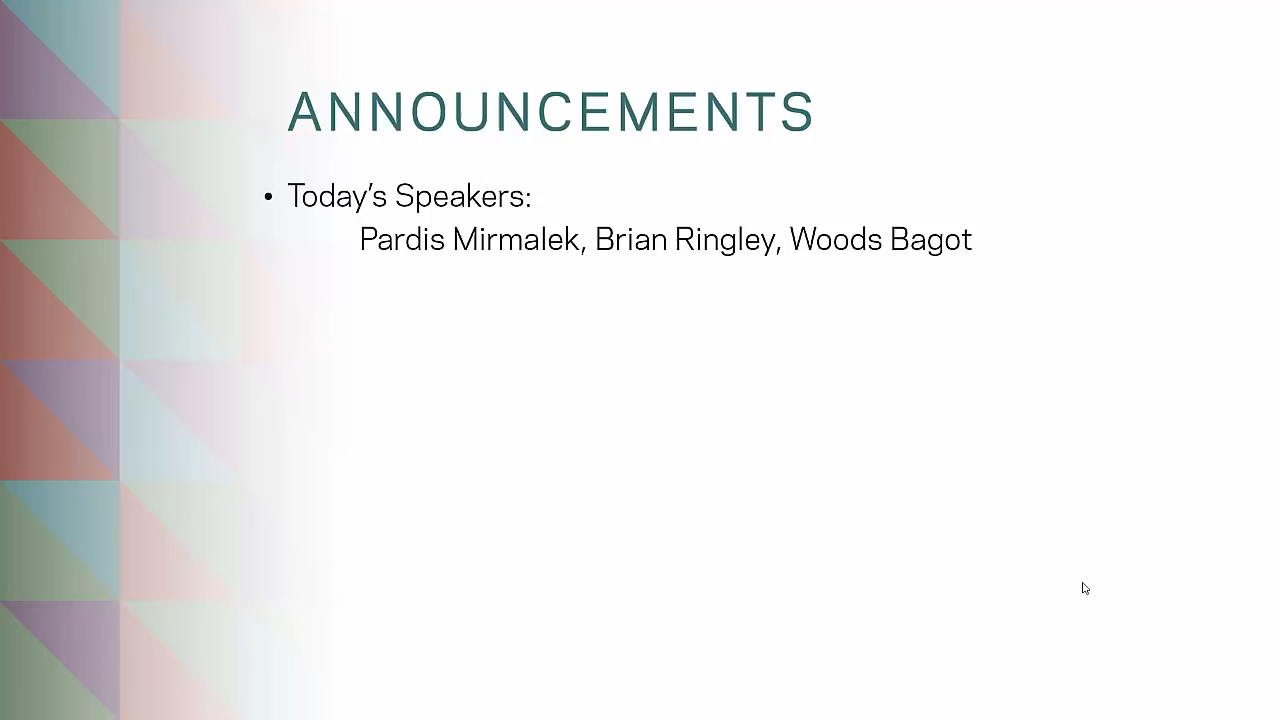 ANNOUNCEMENTS
• Today’s Speakers:
Pardis Mirmalek, Brian Ringley, Woods Bagot